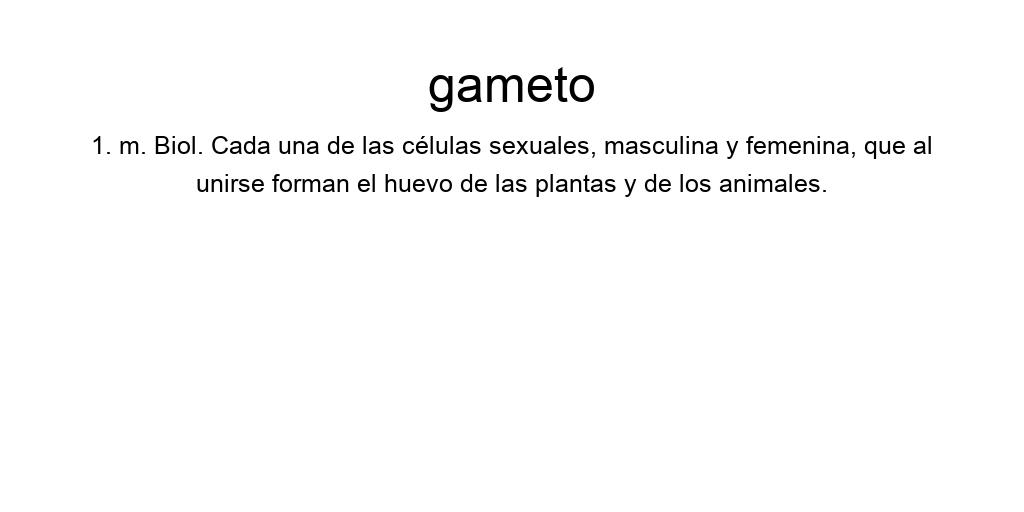 gameto
1. m. Biol. Cada una de las células sexuales, masculina y femenina, que al
unirse forman el huevo de las plantas y de los animales.